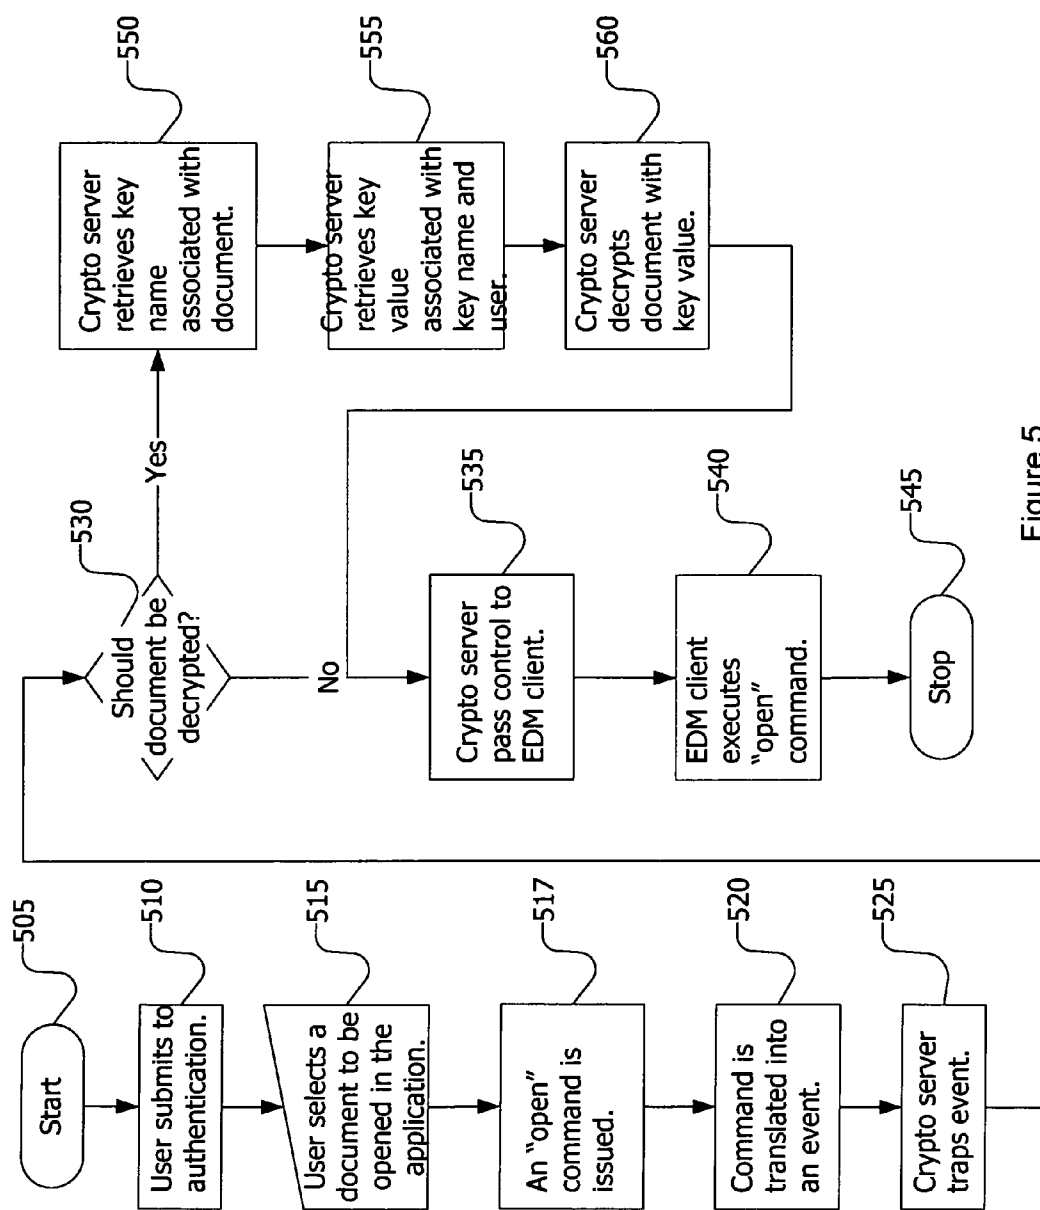 505
Start
510
User submits to
authentication.
515
User selects a
document to be
opened in the
application.
517
An “open”
command is
issued.
520
Command is
translated into
an event.
525
Crypto server
traps event.
530
Should
document be
decrypted?
Yes
No
535
Crypto server
pass control to
EDM client.
540
EDM client
executes
“open”
command.
545
Stop
550
Crypto server
retrieves key
name
associated with
document.
555
Crypto server
retrieves key
value
associated with
key name and
user.
560
Crypto server
decrypts
document with
key value.
Figure 5